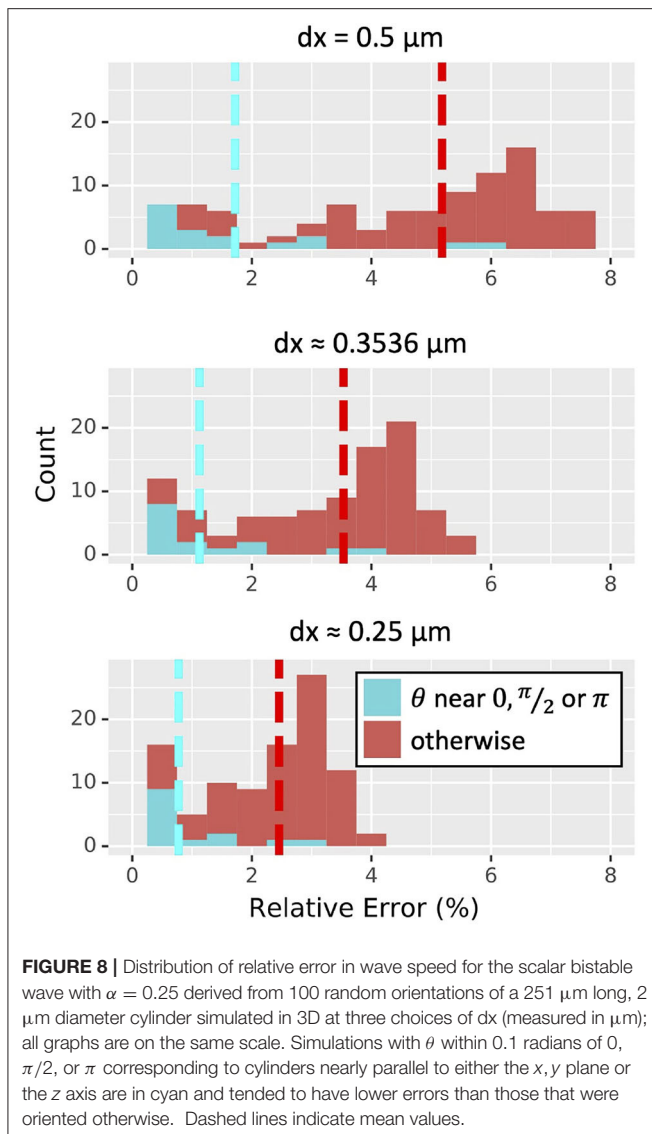 dx = 0.5 μm
20
10
0
0
2
4
6
8
dx ≈ 0.3536 μm
20
10
0
0
2
4
6
8
Count
dx ≈ 0.25 μm
20
10
0
θ near 0, π/2 or π
otherwise
0
2
4
6
8
Relative Error (%)
FIGURE 8 | Distribution of relative error in wave speed for the scalar bistable
wave with α = 0.25 derived from 100 random orientations of a 251 μm long, 2
μm diameter cylinder simulated in 3D at three choices of dx (measured in μm);
all graphs are on the same scale. Simulations with θ within 0.1 radians of 0,
π/2, or π corresponding to cylinders nearly parallel to either the x, y plane or
the z axis are in cyan and tended to have lower errors than those that were
oriented otherwise. Dashed lines indicate mean values.